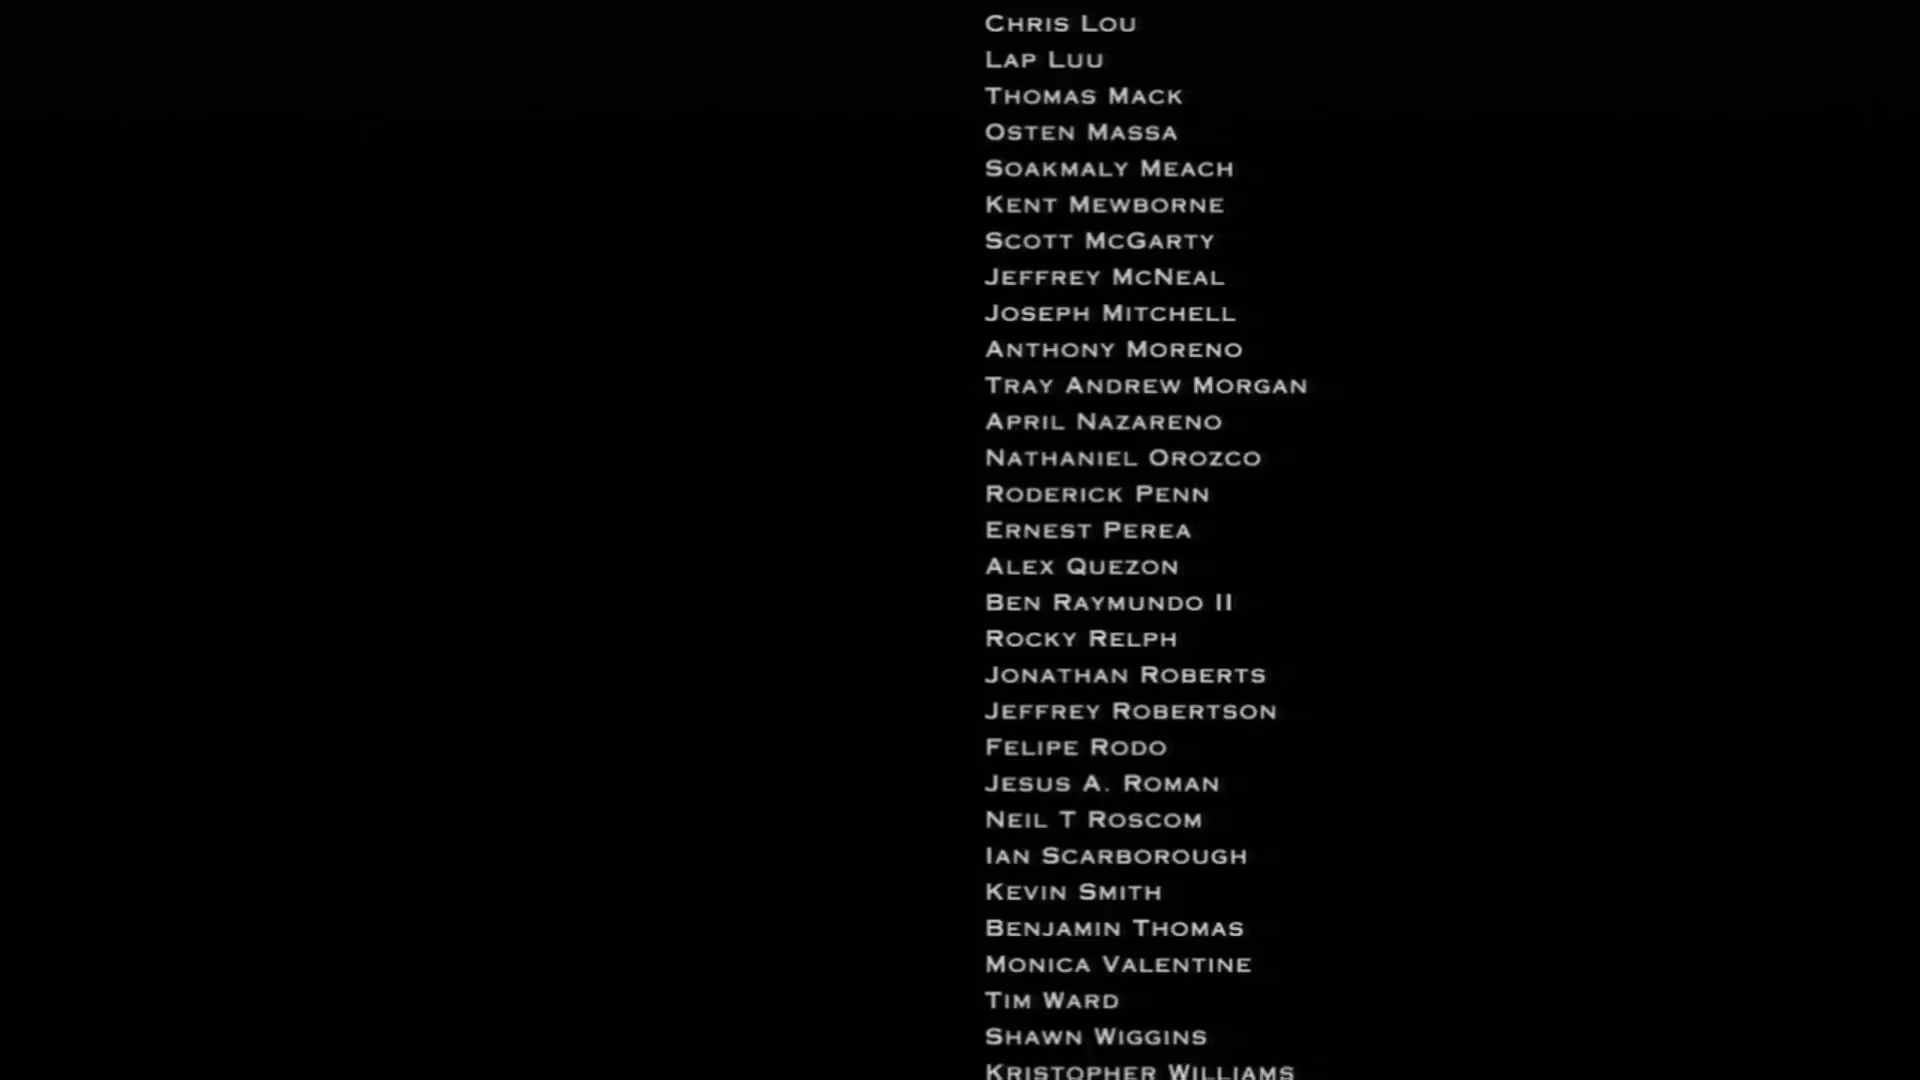 Chris Lou
Lap Luu
Thomas Mack
Osten Massa
Soakmaly Meach
Kent Mewborne
Scott McGarty
Jeffrey McNeal
Joseph Mitchell
Anthony Moreno
Tray Andrew Morgan
April Nazareno
Nathaniel Orozco
Roderick Penn
Ernest Perea
Alex Quezon
Ben Raymundo II
Rocky Relph
Jonathan Roberts
Jeffrey Robertson
Felipe Rodo
Jesus A. Roman
Neil T Roscom
Ian Scarborough
Kevin Smith
Benjamin Thomas
Monica Valentine
Tim Ward
Shawn Wiggins
Kristopher Williams